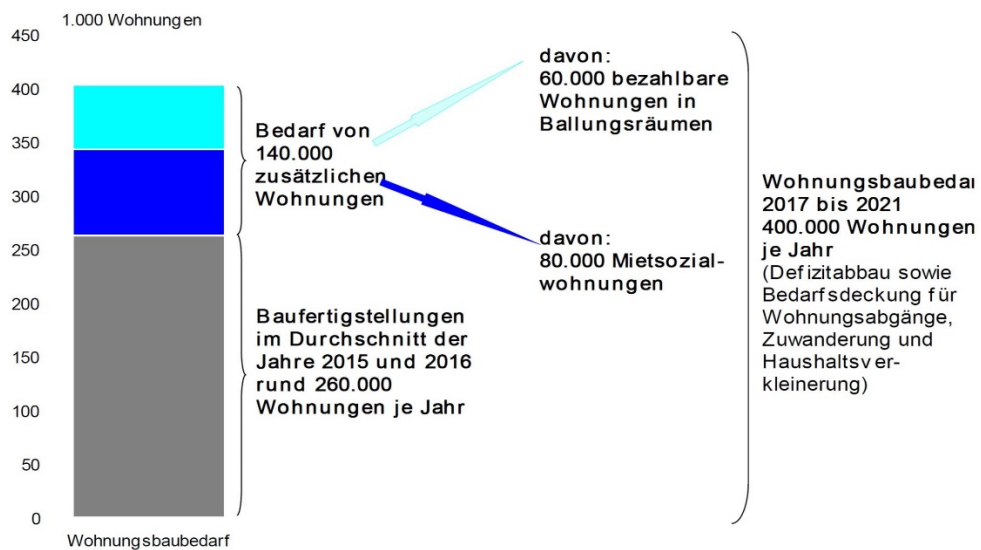 1.000 Wohnungen
450
400
350
300
250
200
150
100
50
0
Wohnungsbaubedarf
Bedarf von
140.000
zusätzlichen
Wohnungen
Baufertigstellungen
im Durchschnitt der
Jahre 2015 und 2016
rund 260.000
Wohnungen je Jahr
davon:
60.000 bezahlbare
Wohnungen in
Ballungsräumen
davon:
80.000 Mietsozial-
wohnungen
2017 bis 2021
400.000 Wohnungen
je Jahr
(Defizitabbau sowie
Bedarfsdeckung für
Wohnungsabgänge,
Zuwanderung und
Haushaltsver-
kleinerung)